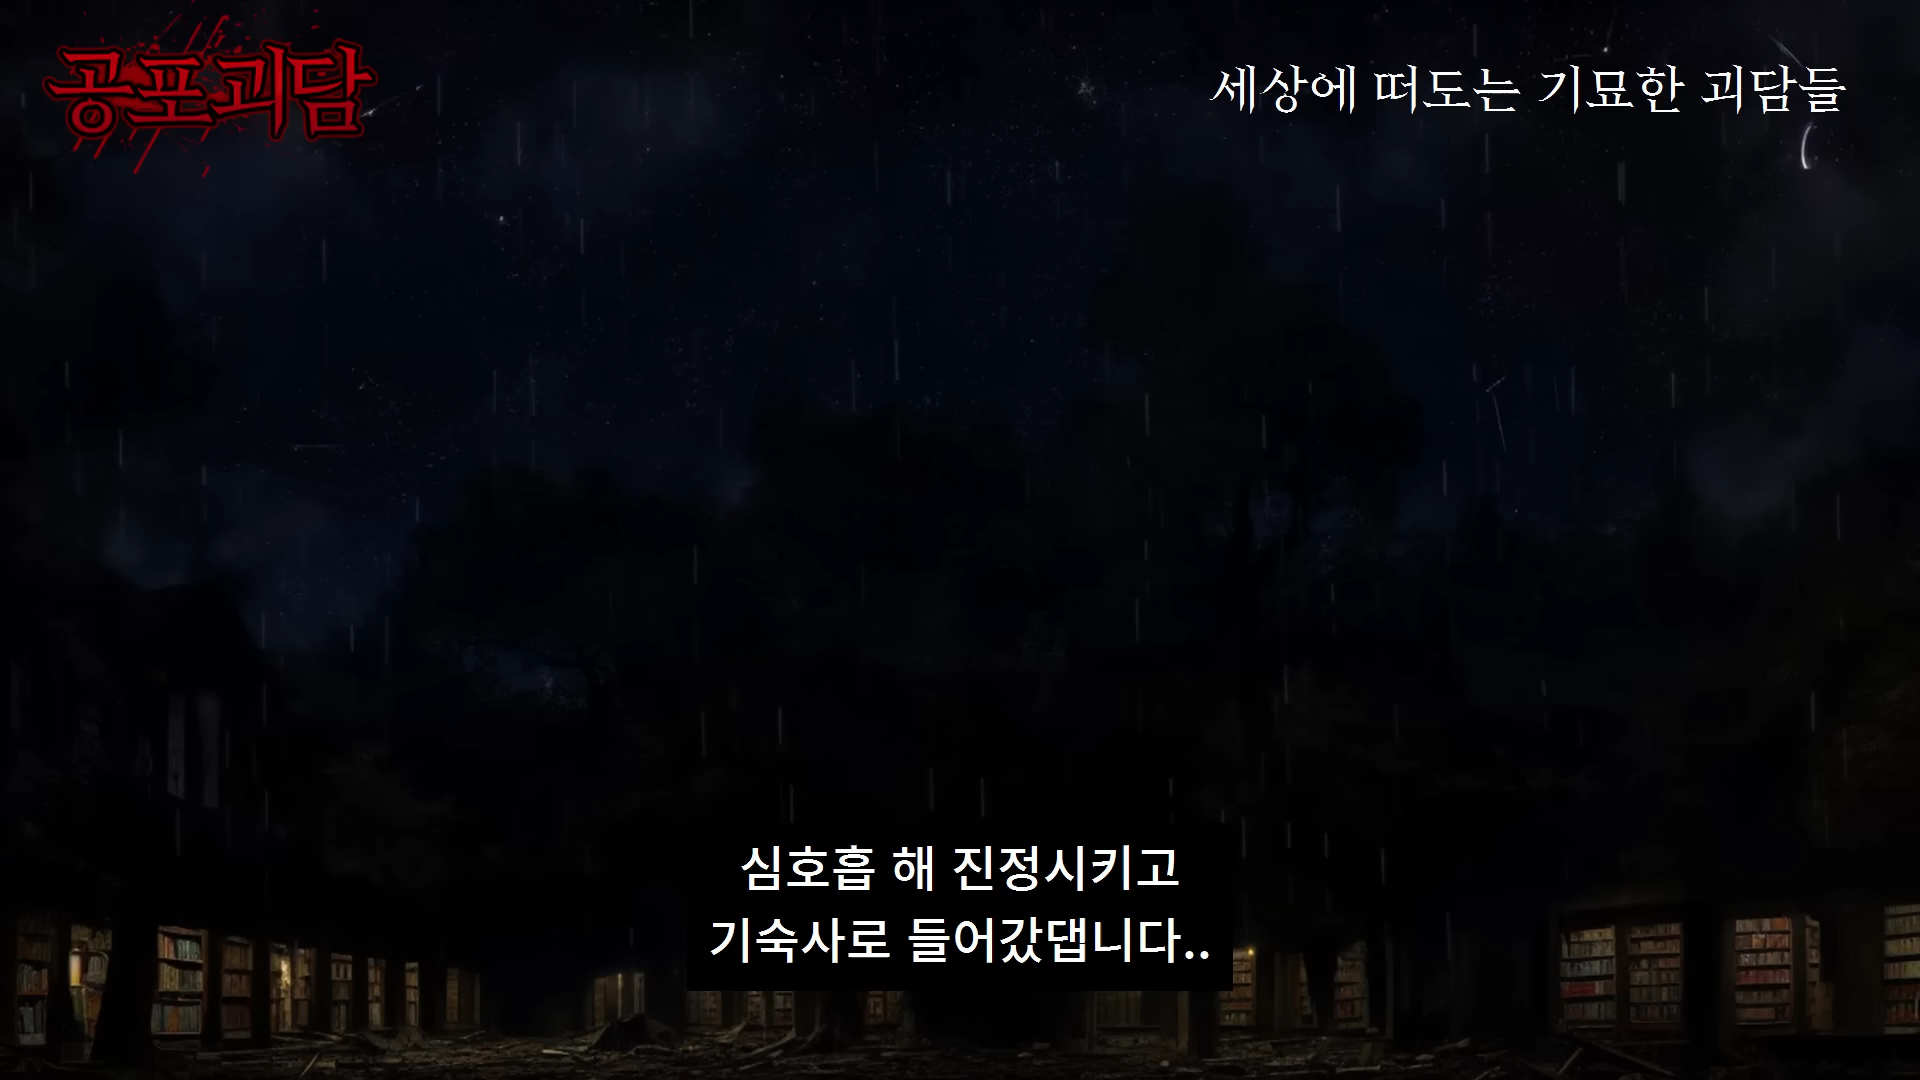 공포괴담
세상에 떠도는 기묘한 괴담들
심호흡 해 진정시키고
기숙사로 들어갔댑니다..